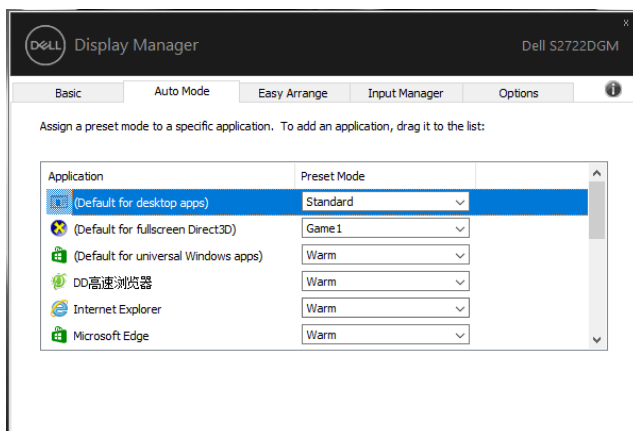 DELL Display Manager Dell S2722DGM x
Basic Auto Mode Easy Arrange Input Manager Options i
Assign a preset mode to a specific application. To add an application, drag it to the list:
Application Preset Mode
(Default for desktop apps) Standard
(Default for fullscreen Direct3D) Game1
(Default for universal Windows apps) Warm
DD高速浏览器 Warm
Internet Explorer Warm
Microsoft Edge Warm